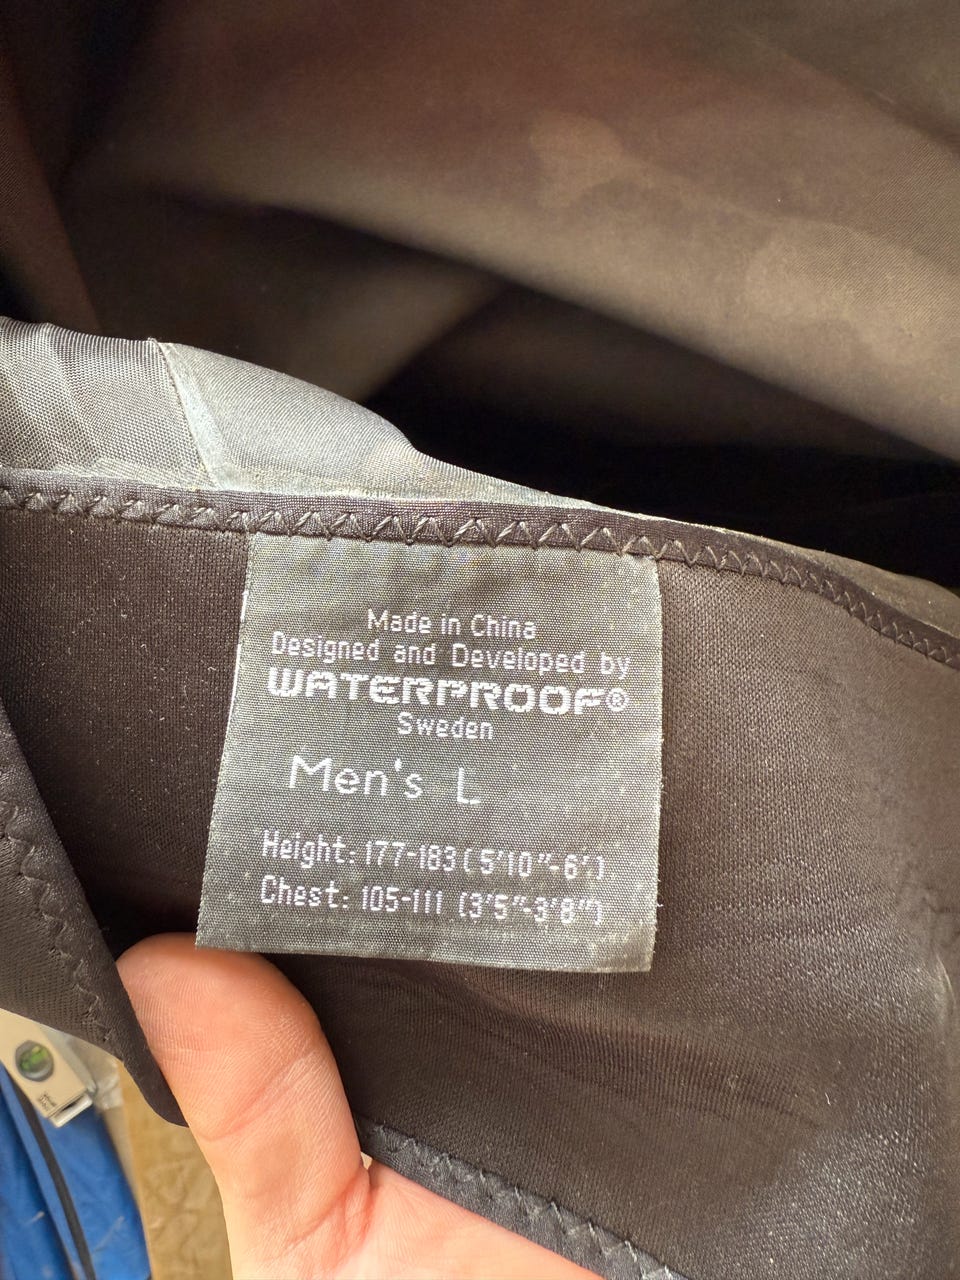 Made in China
Designed and Developed by
WATERPROOF®
Sweden
Men's L
Height: 177-183 (5'10"-6')
Chest: 105-111 (3'5"-3'8")